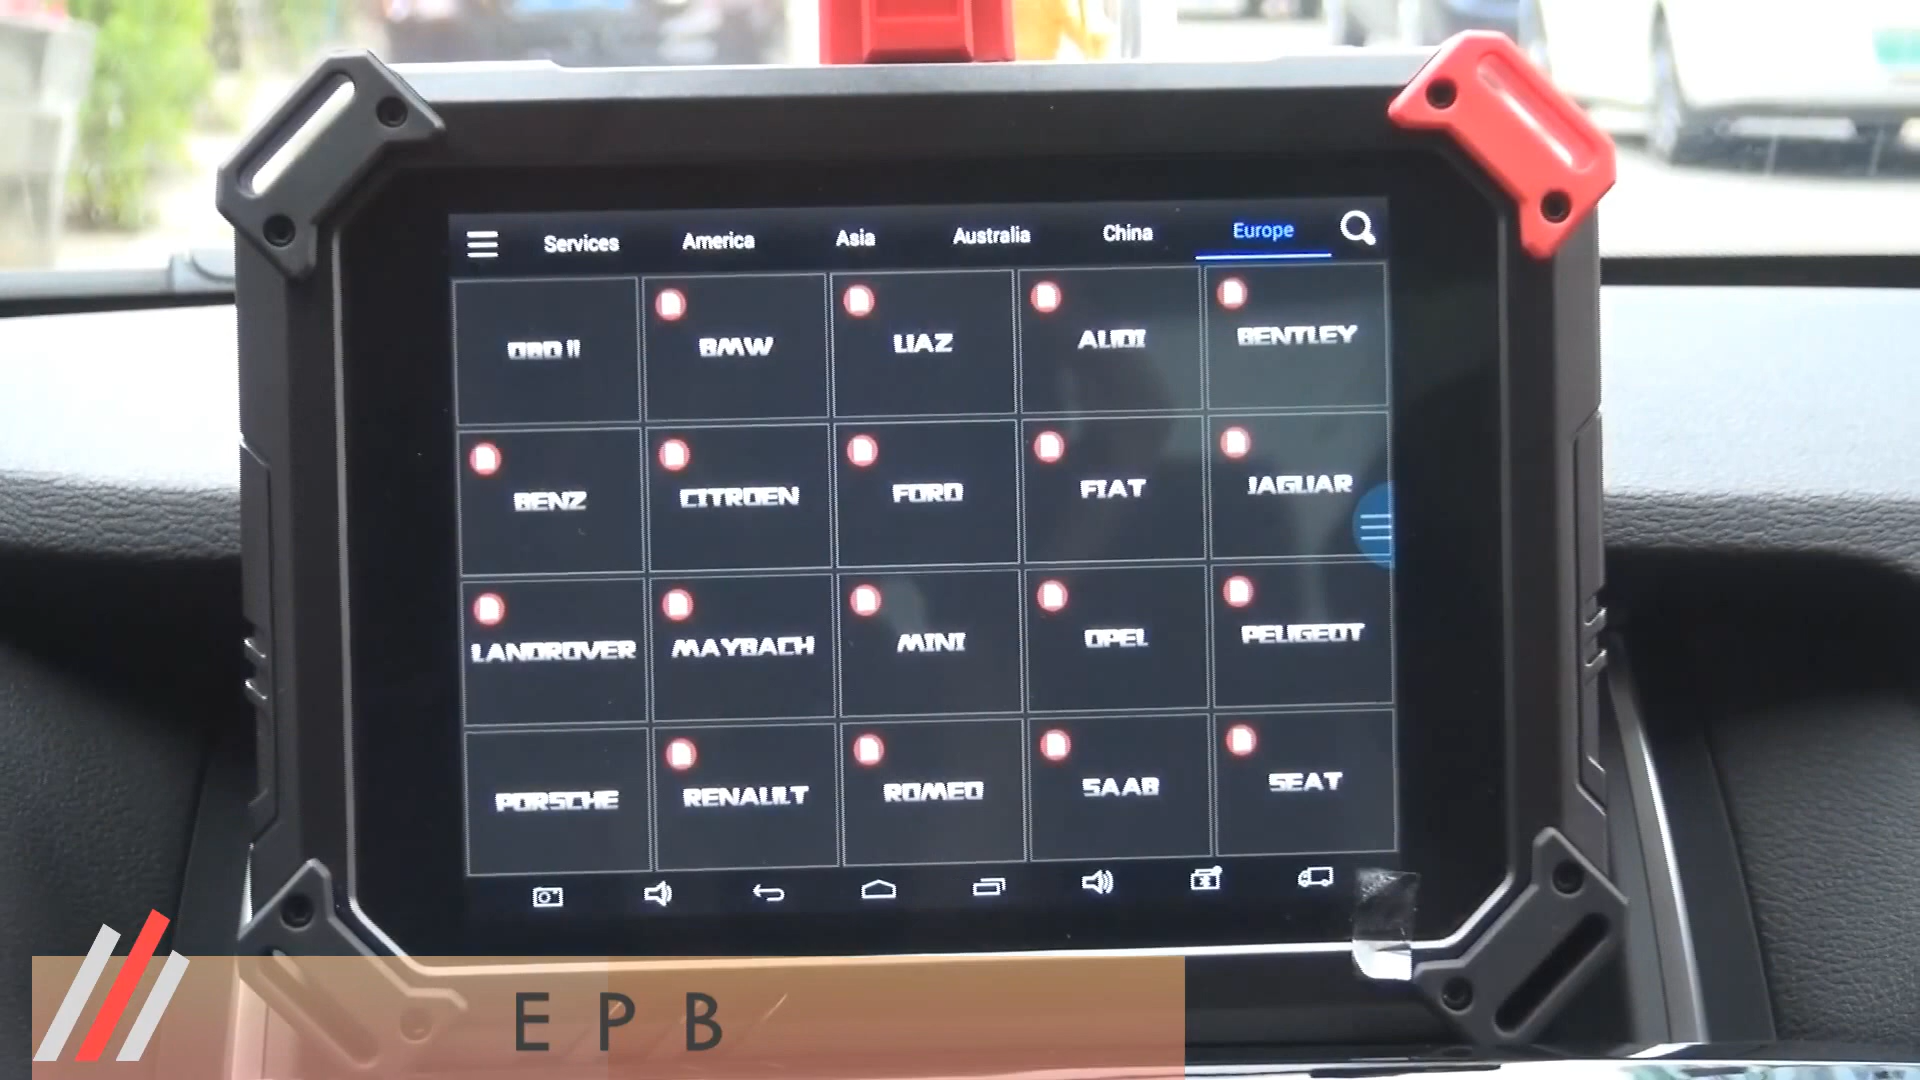 Services America Asia Australia China Europe
OBD II BMW UAZ AUDI BENTLEY
BENZ CITROEN FORD FIAT JAGUAR
LANDROVER MAYBACH MINI OPEL PEUGEOT
PORSCHE RENAULT ROMEO SAAB SEAT
EPB